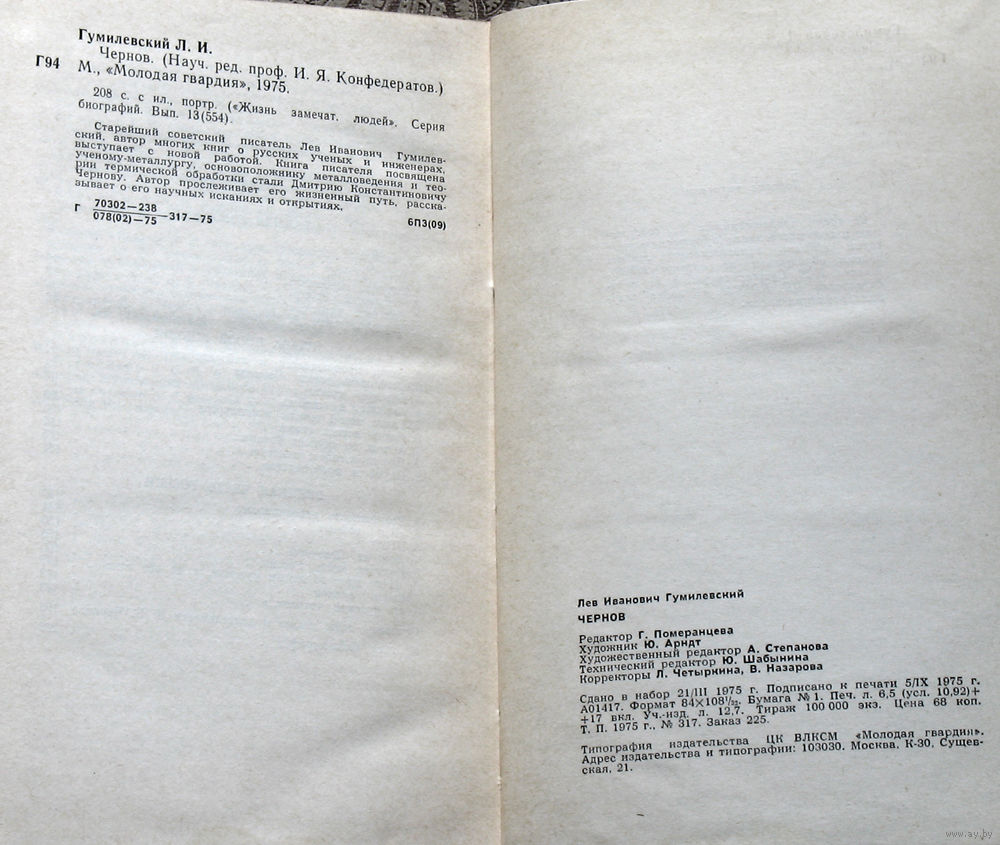 Гумилевский Л. И.
Г94 Чернов. (Науч. ред. проф. И. Я. Конфедератов.)
М., «Молодая гвардия», 1975.
208 с. с ил., портр. («Жизнь замечат. людей». Серия
биографий. Вып. 13(554).
Старейший советский писатель Лев Иванович Гумилев-
ский, автор многих книг о русских ученых и инженерах,
выступает с новой работой. Книга писателя посвящена
ученому-металлургу, основоположнику металловедения и тео-
рии термической обработки стали Дмитрию Константиновичу
Чернову. Автор прослеживает его жизненный путь, расска-
зывает о его научных исканиях и открытиях.
Г 70302—238
078(02)—75 —317—75 6П3(09)
Лев Иванович Гумилевский
ЧЕРНОВ
Редактор Г. Померанцева
Художник Ю. Арндт
Художественный редактор А. Степанова
Технический редактор Ю. Шабынина
Корректоры Л. Четыркина, В. Назарова
Сдано в набор 21/III 1975 г. Подписано к печати 5/IX 1975 г.
А01417. Формат 84×108¹/₃₂. Бумага № 1. Печ. л. 6,5 (усл. 10,92)+
+17 вкл. Уч.-изд. л. 12,7. Тираж 100 000 экз. Цена 68 коп.
Т. П. 1975 г., № 317. Заказ 225.
Типография издательства ЦК ВЛКСМ «Молодая гвардия».
Адрес издательства и типографии: 103030. Москва, К-30, Сущев-
ская, 21.
www.ay.by